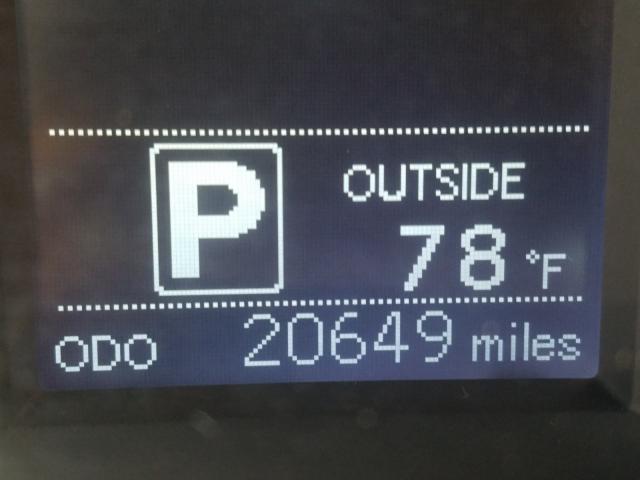 P
OUTSIDE
78 °F
ODO 20649 miles